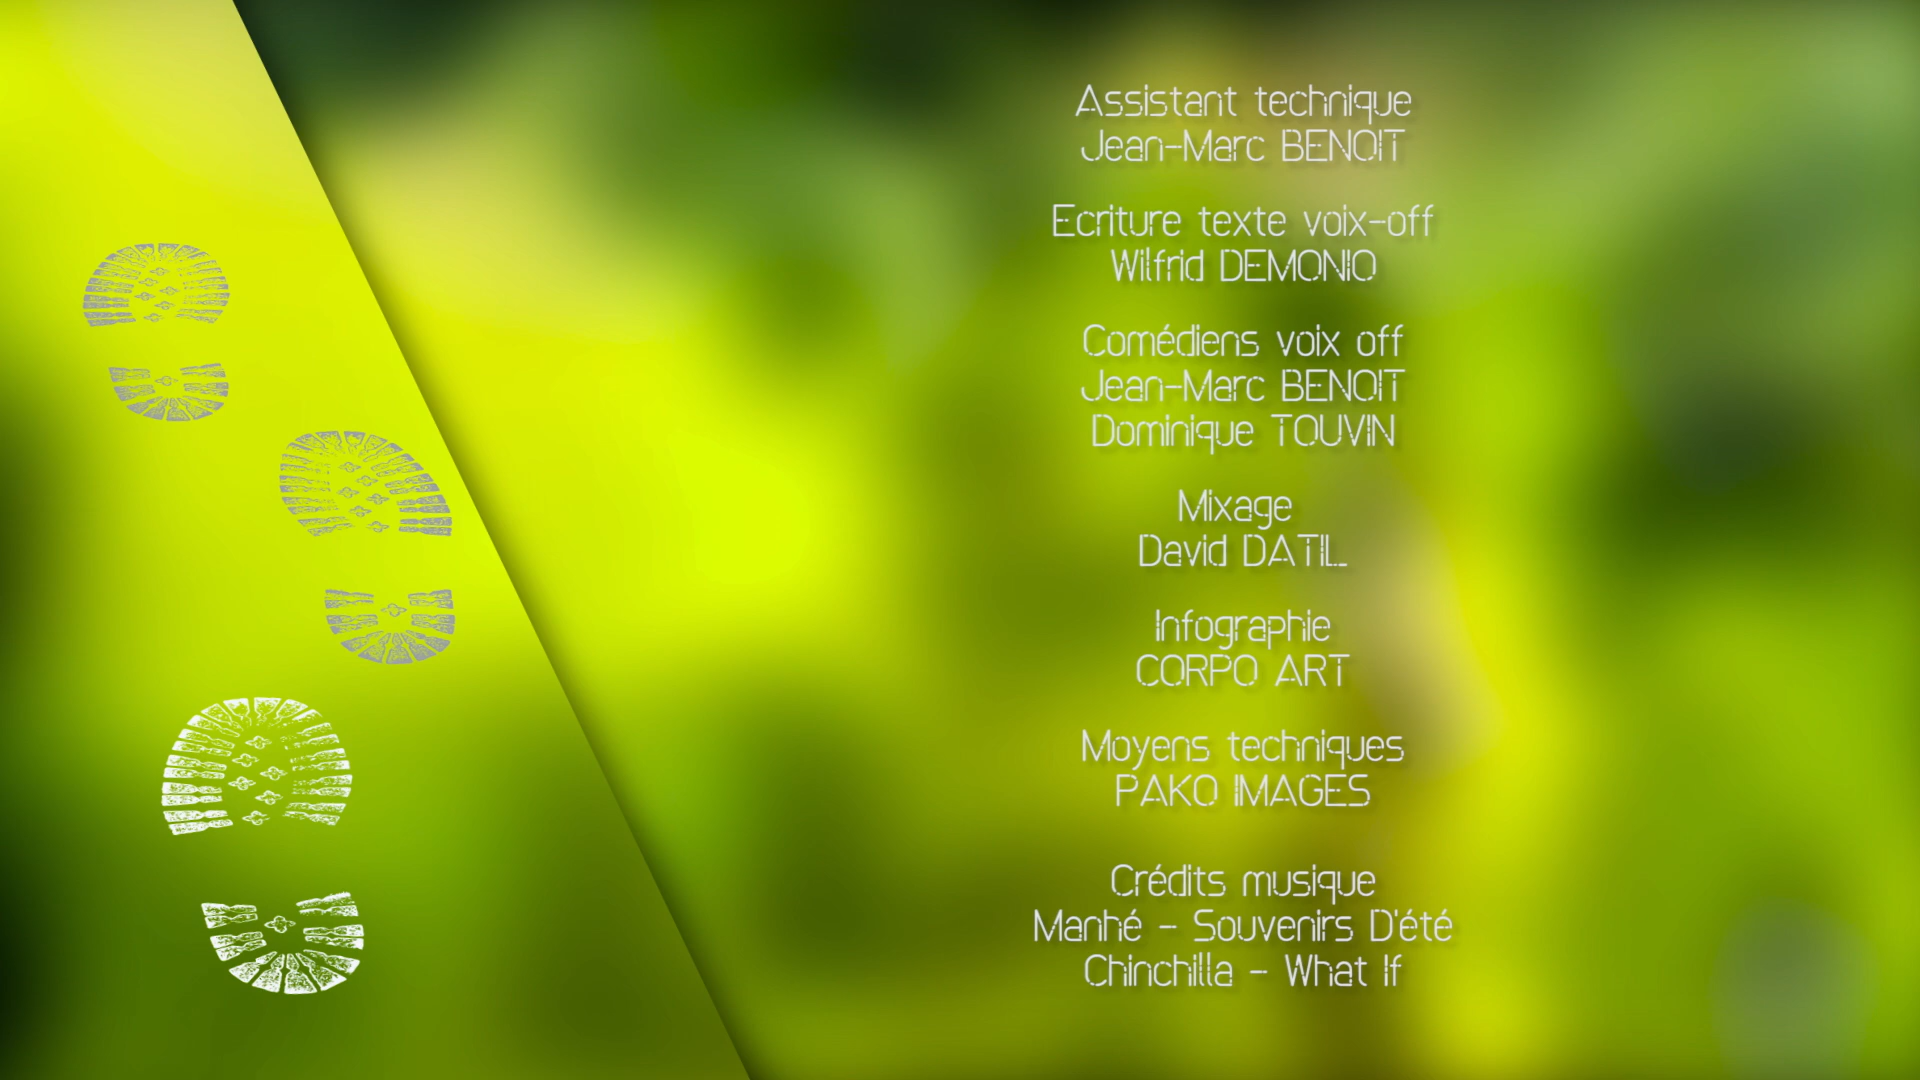 Assistant technique
Jean-Marc BENOIT
Ecriture texte voix-off
Wilfrid DEMONIO
Comédiens voix off
Jean-Marc BENOIT
Dominique TOUVIN
Mixage
David DATIL
Infographie
CORPO ART
Moyens techniques
PAKO IMAGES
Crédits musique
Manhé - Souvenirs D'été
Chinchilla - What If